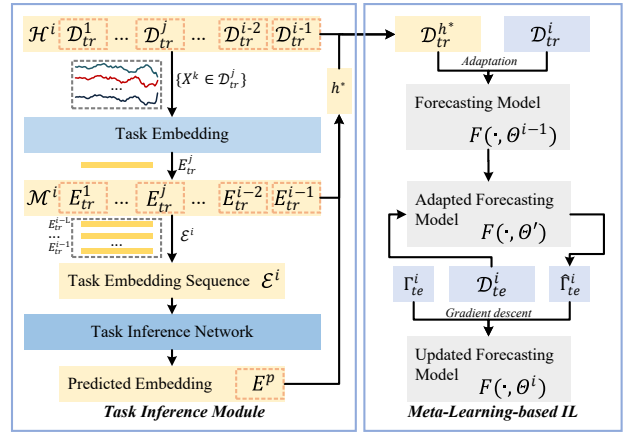 ℋ^i D_tr^1 ... D_tr^j ... D_tr^{i-2} D_tr^{i-1}
...
{X^k ∈ D_tr^j}
Task Embedding
E_tr^j
ℳ^i E_tr^1 ... E_tr^j ... E_tr^{i-2} E_tr^{i-1}
E_tr^{i-L}
...
E_tr^{i-1}
...
ℰ^i
Task Embedding Sequence ℰ^i
Task Inference Network
Predicted Embedding E^p
Task Inference Module
h*
D_tr^{h*} D_tr^i
Adaptation
Forecasting Model
F(·, Θ^{i-1})
Adapted Forecasting
Model
F(·, Θ')
Γ_te^i D_te^i Γ̂_te^i
Gradient descent
Updated Forecasting
Model
F(·, Θ^i)
Meta-Learning-based IL